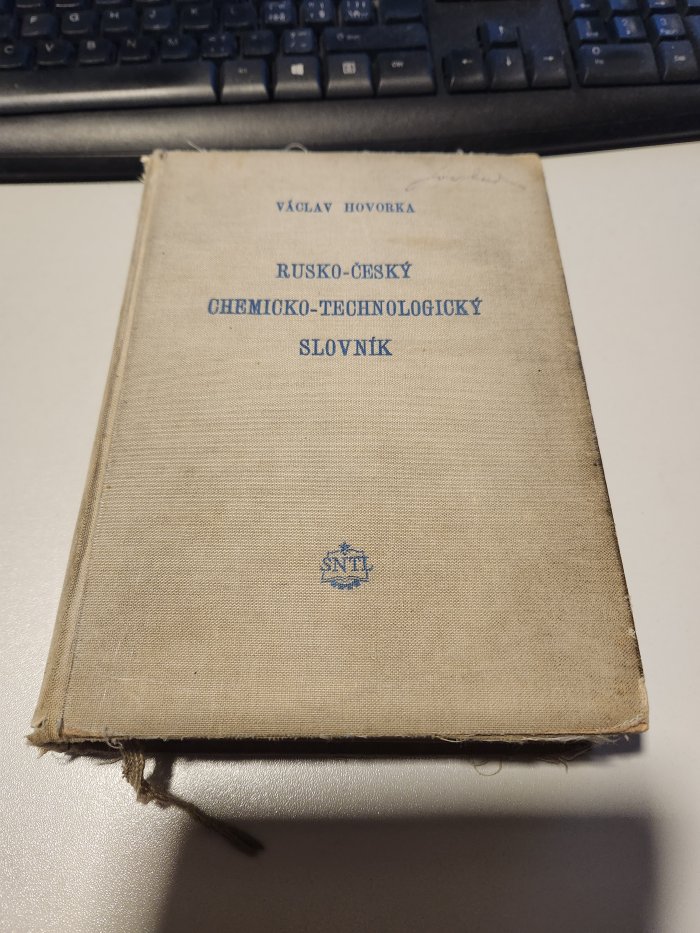 VÁCLAV HOVORKA
RUSKO-ČESKÝ
CHEMICKO-TECHNOLOGICKÝ
SLOVNÍK
SNTL